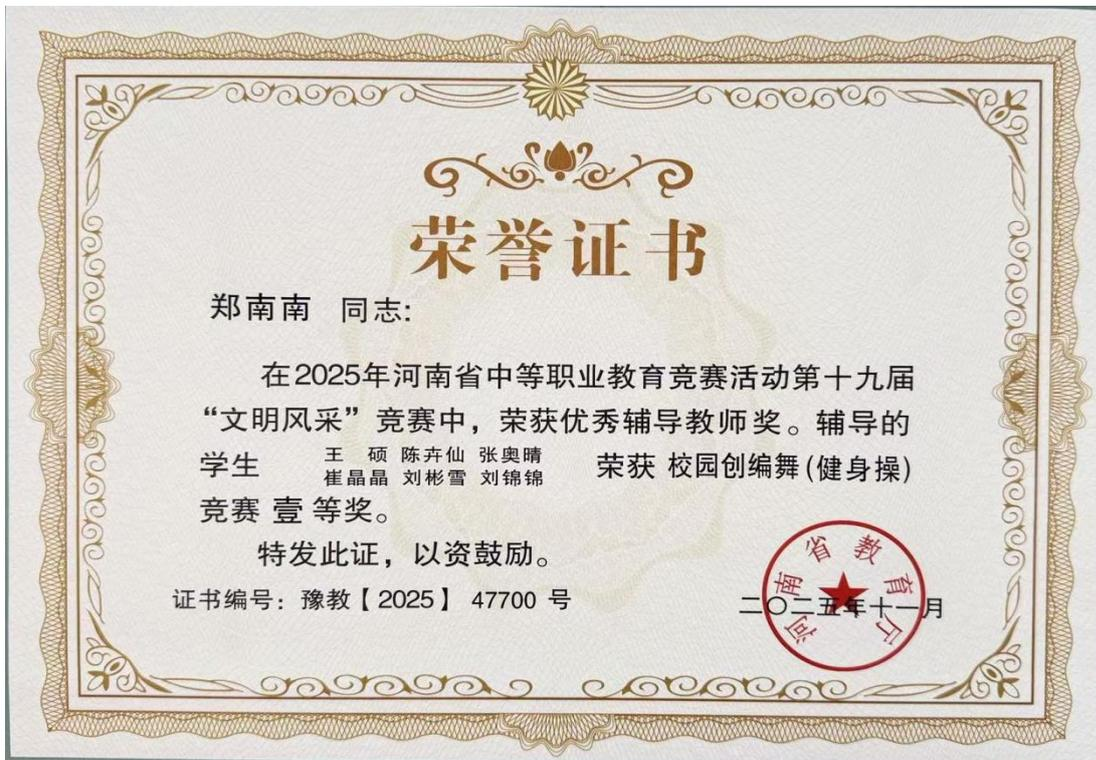 荣誉证书
郑南南 同志:
在2025年河南省中等职业教育竞赛活动第十九届
“文明风采”竞赛中，荣获优秀辅导教师奖。辅导的
学生 王 硕 陈卉仙 张奥晴 荣获 校园创编舞(健身操)
崔晶晶 刘彬雪 刘锦锦
竞赛 壹 等奖。
特发此证，以资鼓励。
证书编号：豫教【2025】 47700 号
二〇二五年十一月
河南省教育厅